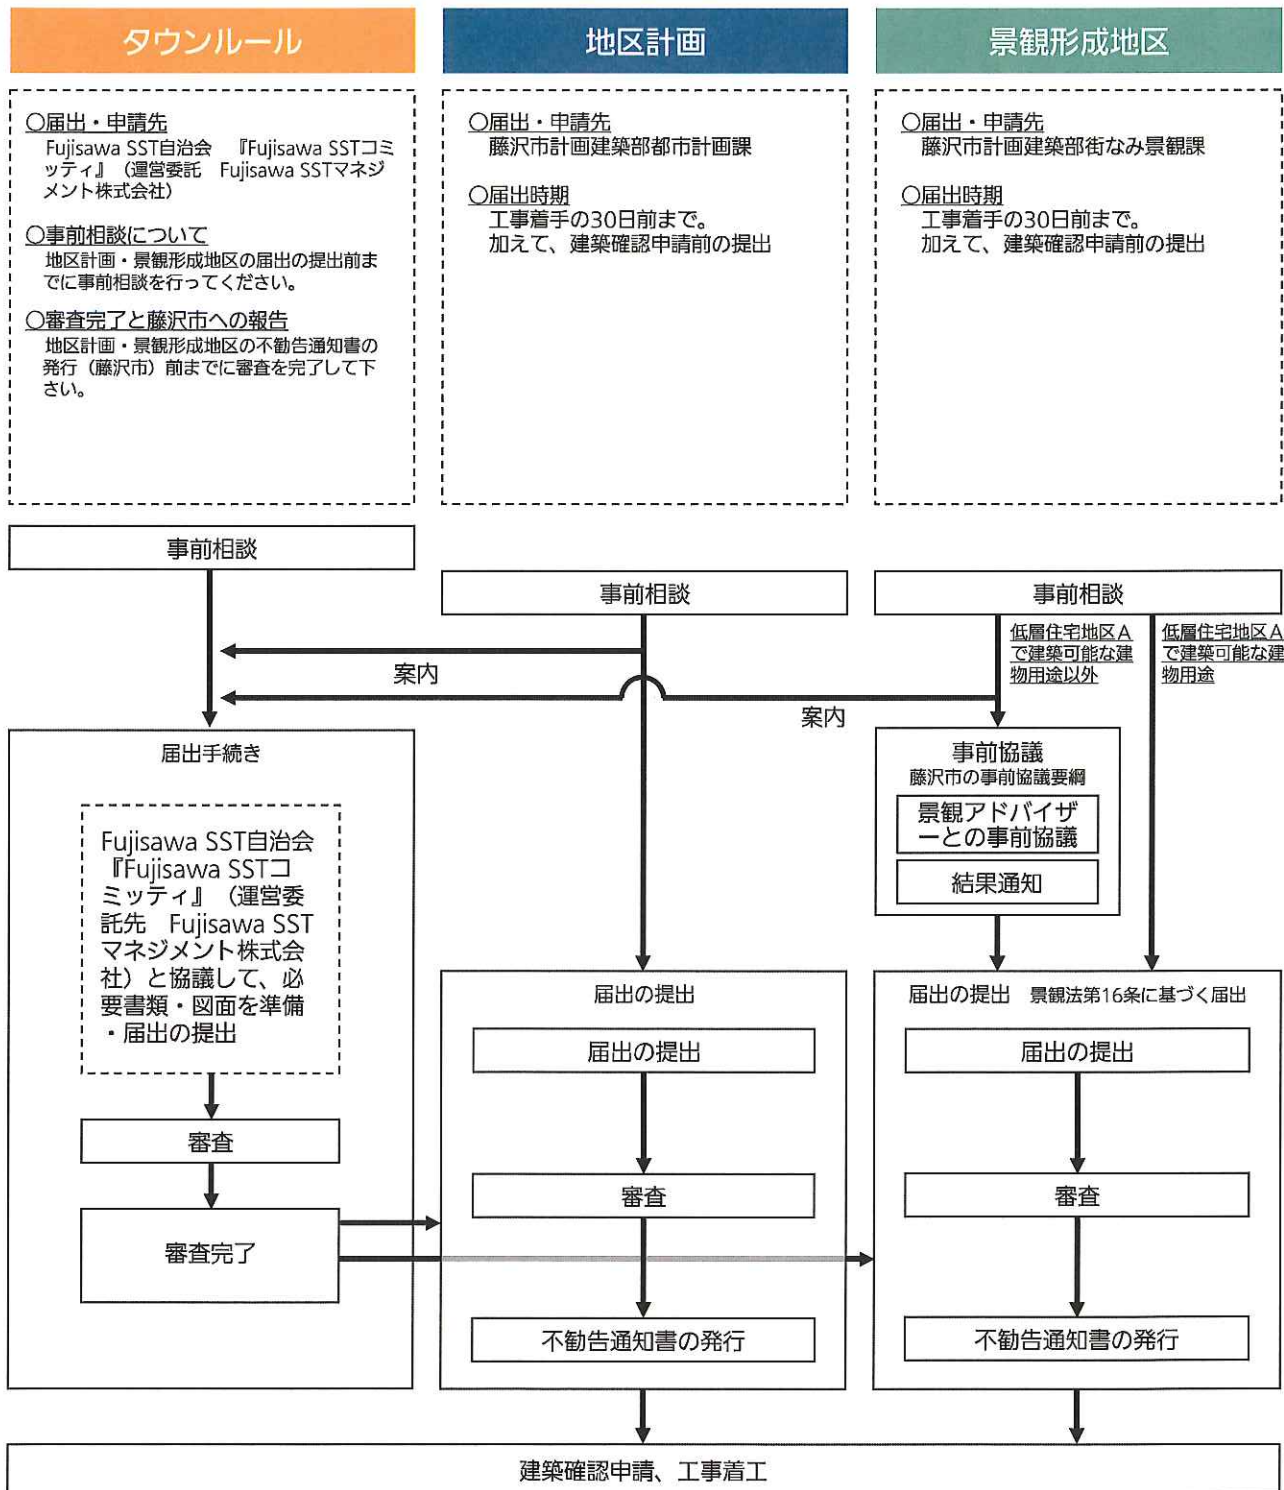 タウンルール
○届出・申請先
Fujisawa SST自治会　『Fujisawa SSTコミ
ッティ』（運営委託　Fujisawa SSTマネジ
メント株式会社）
○事前相談について
地区計画・景観形成地区の届出の提出前ま
でに事前相談を行ってください。
○審査完了と藤沢市への報告
地区計画・景観形成地区の不勧告通知書の
発行（藤沢市）前までに審査を完了して下
さい。
地区計画
○届出・申請先
藤沢市計画建築部都市計画課
○届出時期
工事着手の30日前まで。
加えて、建築確認申請前の提出
景観形成地区
○届出・申請先
藤沢市計画建築部街なみ景観課
○届出時期
工事着手の30日前まで。
加えて、建築確認申請前の提出
事前相談
事前相談
事前相談
低層住宅地区A
で建築可能な建
物用途以外
低層住宅地区A
で建築可能な建
物用途
案内
案内
届出手続き
Fujisawa SST自治会
『Fujisawa SSTコ
ミッティ』（運営委
託先　Fujisawa SST
マネジメント株式会
社）と協議して、必
要書類・図面を準備
・届出の提出
審査
審査完了
届出の提出
届出の提出
審査
不勧告通知書の発行
事前協議
藤沢市の事前協議要綱
景観アドバイザ
ーとの事前協議
結果通知
届出の提出　景観法第16条に基づく届出
届出の提出
審査
不勧告通知書の発行
建築確認申請、工事着工